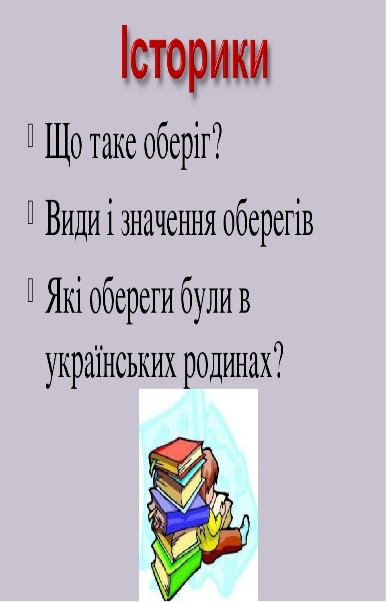 Історики
Що таке оберіг?
Види і значення оберегів
Які обереги були в
українських родинах?